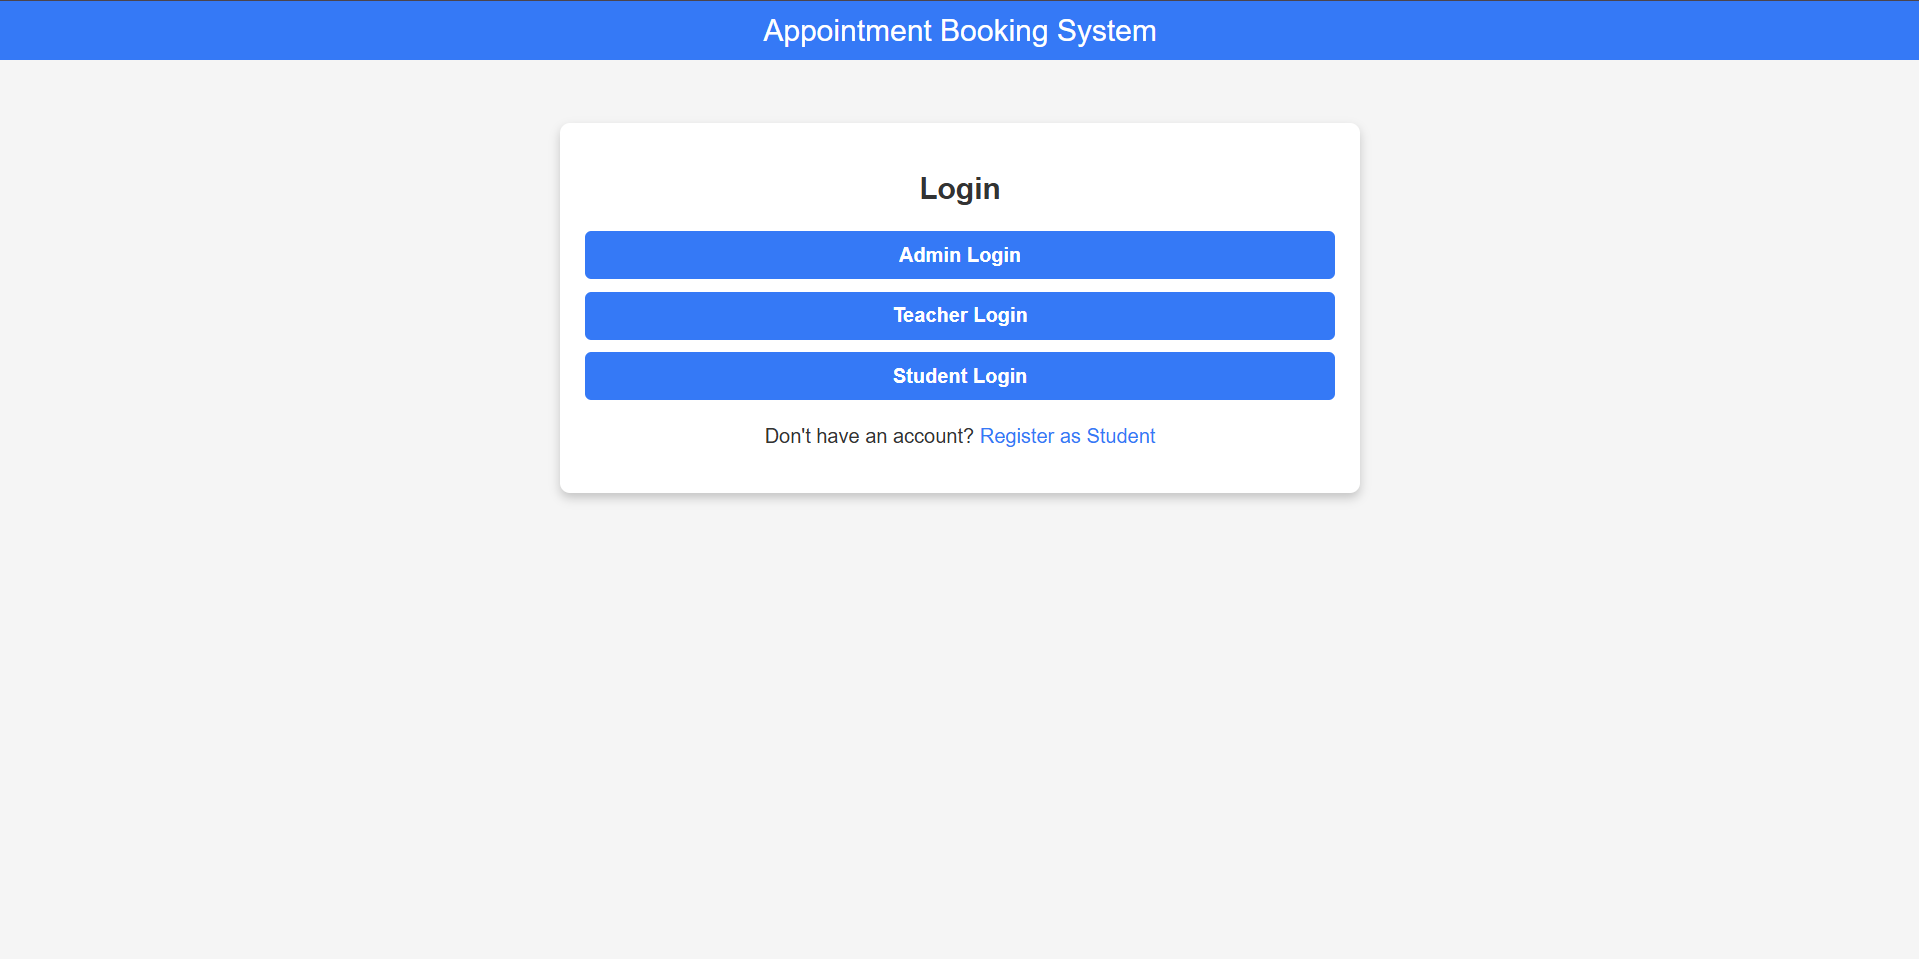 Appointment Booking System
Login
Admin Login
Teacher Login
Student Login
Don't have an account? Register as Student